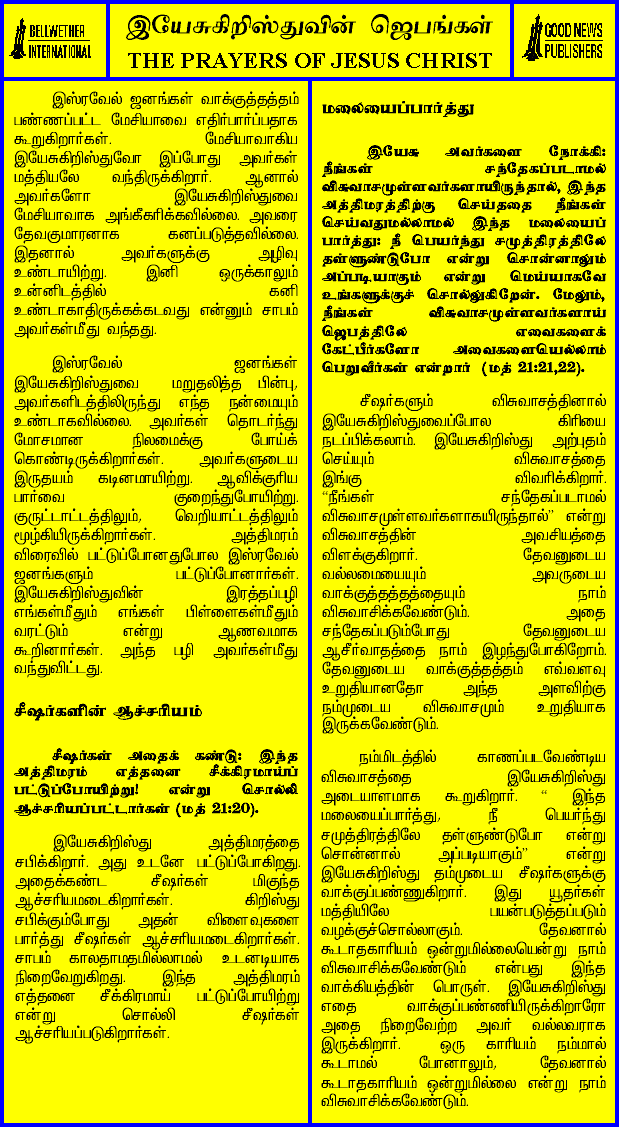 BELLWETHER
INTERNATIONAL
இயேசுகிறிஸ்துவின் ஜெபங்கள்
THE PRAYERS OF JESUS CHRIST
GOOD NEWS
PUBLISHERS
இஸ்ரவேல் ஜனங்கள் வாக்குத்தத்தம்
பண்ணப்பட்ட மேசியாவை எதிர்பார்ப்பதாக
கூறுகிறார்கள். மேசியாவாகிய
இயேசுகிறிஸ்துவோ இப்போது அவர்கள்
மத்தியலே வந்திருக்கிறார். ஆனால்
அவர்களோ இயேசுகிறிஸ்துவை
மேசியாவாக அங்கீகரிக்கவில்லை. அவரை
தேவகுமாரனாக கனப்படுத்தவில்லை.
இதனால் அவர்களுக்கு அழிவு
உண்டாயிற்று. இனி ஒருக்காலும்
உன்னிடத்தில் கனி
உண்டாகாதிருக்கக்கடவது என்னும் சாபம்
அவர்கள்மீது வந்தது.
இஸ்ரவேல் ஜனங்கள்
இயேசுகிறிஸ்துவை மறுதலித்த பின்பு,
அவர்களிடத்திலிருந்து எந்த நன்மையும்
உண்டாகவில்லை. அவர்கள் தொடர்ந்து
மோசமான நிலமைக்கு போய்க்
கொண்டிருக்கிறார்கள். அவர்களுடைய
இருதயம் கடினமாயிற்று. ஆவிக்குரிய
பார்வை குறைந்துபோயிற்று.
குருட்டாட்டத்திலும், வெறியாட்டத்திலும்
மூழ்கியிருக்கிறார்கள். அத்திமரம்
விரைவில் பட்டுப்போனதுபோல இஸ்ரவேல்
ஜனங்களும் பட்டுப்போனார்கள்.
இயேசுகிறிஸ்துவின் இரத்தப்பழி
எங்கள்மீதும் எங்கள் பிள்ளைகள்மீதும்
வரட்டும் என்று ஆணவமாக
கூறினார்கள். அந்த பழி அவர்கள்மீது
வந்துவிட்டது.
சீஷர்களின் ஆச்சரியம்
சீஷர்கள் அதைக் கண்டு: இந்த
அத்திமரம் எத்தனை சீக்கிரமாய்ப்
பட்டுப்போயிற்று! என்று சொல்லி
ஆச்சரியப்பட்டார்கள் (மத் 21:20).
இயேசுகிறிஸ்து அத்திமரத்தை
சபிக்கிறார். அது உடனே பட்டுப்போகிறது.
அதைக்கண்ட சீஷர்கள் மிகுந்த
ஆச்சரியமடைகிறார்கள். கிறிஸ்து
சபிக்கும்போது அதன் விளைவுகளை
பார்த்து சீஷர்கள் ஆச்சரியமடைகிறார்கள்.
சாபம் காலதாமதமில்லாமல் உடனடியாக
நிறைவேறுகிறது. இந்த அத்திமரம்
எத்தனை சீக்கிரமாய் பட்டுப்போயிற்று
என்று சொல்லி சீஷர்கள்
ஆச்சரியப்படுகிறார்கள்.
மலையைப்பார்த்து
இயேசு அவர்களை நோக்கி:
நீங்கள் சந்தேகப்படாமல்
விசுவாசமுள்ளவர்களாயிருந்தால், இந்த
அத்திமரத்திற்கு செய்ததை நீங்கள்
செய்வதுமல்லாமல் இந்த மலையைப்
பார்த்து: நீ பெயர்ந்து சமுத்திரத்திலே
தள்ளுண்டுபோ என்று சொன்னாலும்
அப்படியாகும் என்று மெய்யாகவே
உங்களுக்குச் சொல்லுகிறேன். மேலும்,
நீங்கள் விசுவாசமுள்ளவர்களாய்
ஜெபத்திலே எவைகளைக்
கேட்பீர்களோ அவைகளையெல்லாம்
பெறுவீர்கள் என்றார் (மத் 21:21,22).
சீஷர்களும் விசுவாசத்தினால்
இயேசுகிறிஸ்துவைப்போல கிரியை
நடப்பிக்கலாம். இயேசுகிறிஸ்து அற்புதம்
செய்யும் விசுவாசத்தை
இங்கு விவரிக்கிறார்.
“நீங்கள் சந்தேகப்படாமல்
விசுவாசமுள்ளவர்களாகயிருந்தால்” என்று
விசுவாசத்தின் அவசியத்தை
விளக்குகிறார். தேவனுடைய
வல்லமையையும் அவருடைய
வாக்குத்தத்தத்தையும் நாம்
விசுவாசிக்கவேண்டும். அதை
சந்தேகப்படும்போது தேவனுடைய
ஆசீர்வாதத்தை நாம் இழந்துபோகிறோம்.
தேவனுடைய வாக்குத்தத்தம் எவ்வளவு
உறுதியானதோ அந்த அளவிற்கு
நம்முடைய விசுவாசமும் உறுதியாக
இருக்கவேண்டும்.
நம்மிடத்தில் காணப்படவேண்டிய
விசுவாசத்தை இயேசுகிறிஸ்து
அடையாளமாக கூறுகிறார். “ இந்த
மலையைப்பார்த்து, நீ பெயர்ந்து
சமுத்திரத்திலே தள்ளுண்டுபோ என்று
சொன்னால் அப்படியாகும்” என்று
இயேசுகிறிஸ்து தம்முடைய சீஷர்களுக்கு
வாக்குப்பண்ணுகிறார். இது யூதர்கள்
மத்தியிலே பயன்படுத்தப்படும்
வழக்குச்சொல்லாகும். தேவனால்
கூடாதகாரியம் ஒன்றுமில்லையென்று நாம்
விசுவாசிக்கவேண்டும் என்பது இந்த
வாக்கியத்தின் பொருள். இயேசுகிறிஸ்து
எதை வாக்குப்பண்ணியிருக்கிறாரோ
அதை நிறைவேற்ற அவர் வல்லவராக
இருக்கிறார். ஒரு காரியம் நம்மால்
கூடாமல் போனாலும், தேவனால்
கூடாதகாரியம் ஒன்றுமில்லை என்று நாம்
விசுவாசிக்கவேண்டும்.